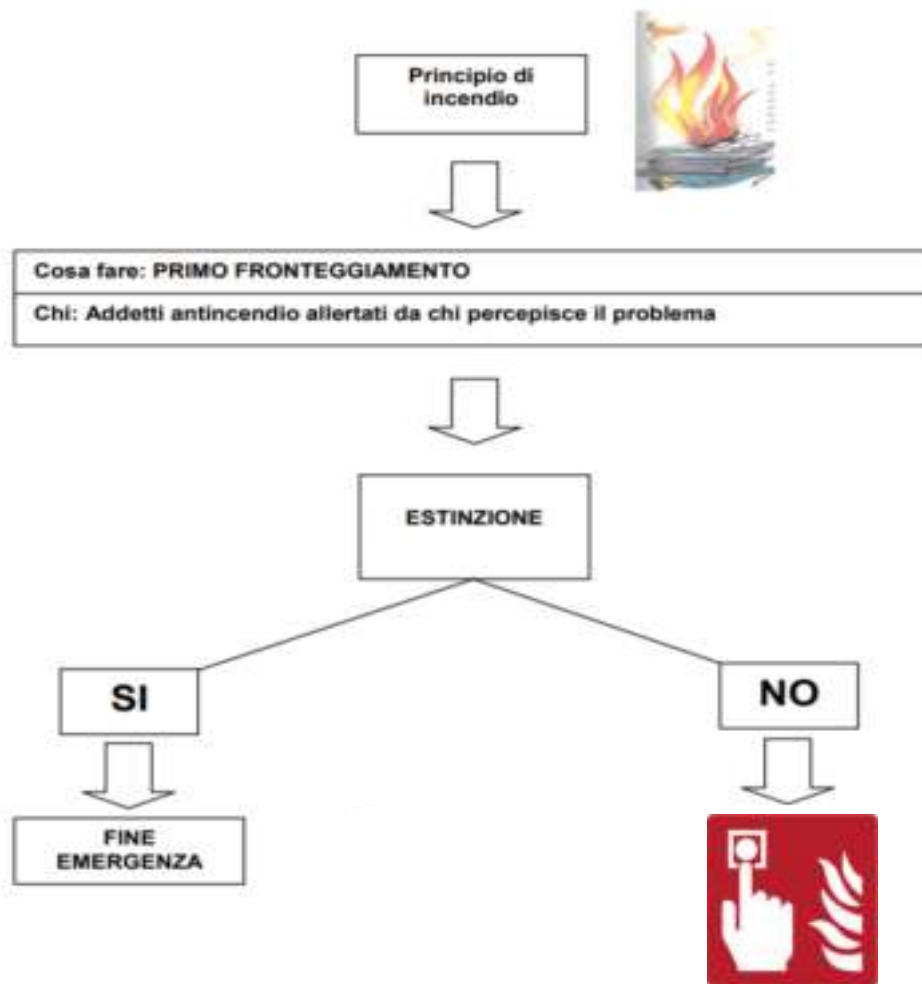 Principio di
incendio
Cosa fare: PRIMO FRONTEGGIAMENTO
Chi: Addetti antincendio allertati da chi percepisce il problema
ESTINZIONE
SI
NO
FINE
EMERGENZA